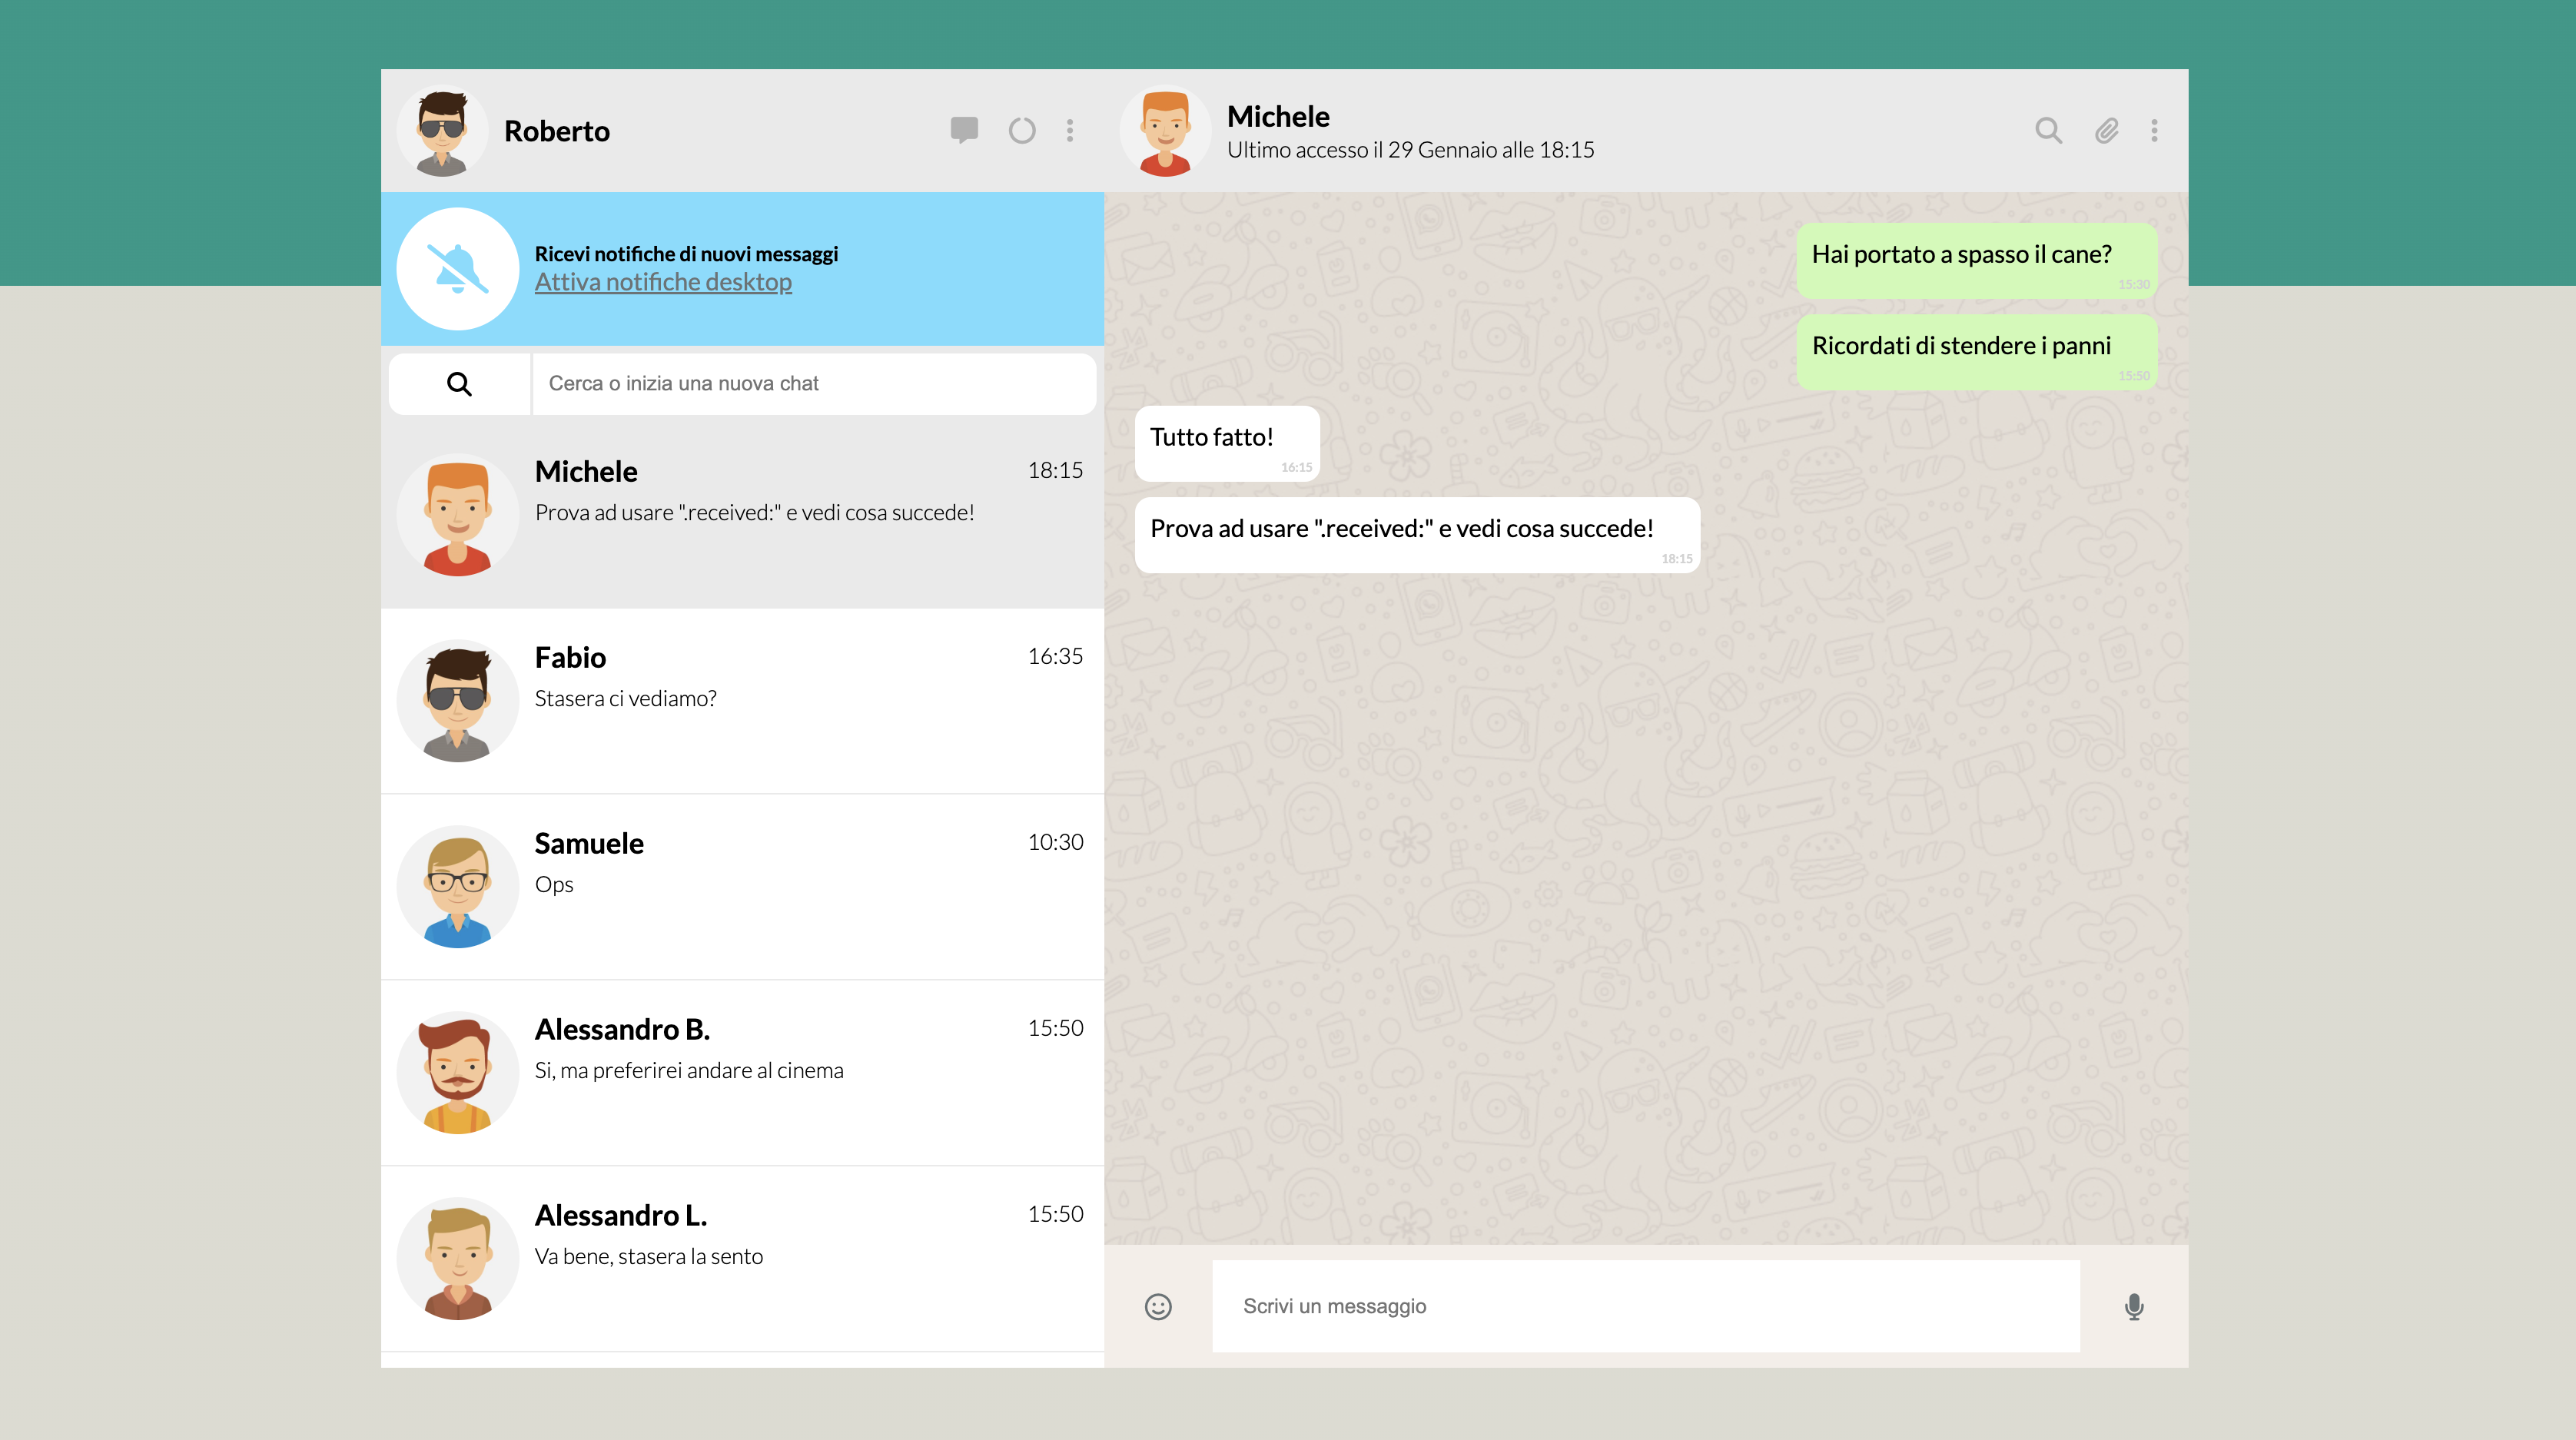 Roberto
Ricevi notifiche di nuovi messaggi
Attiva notifiche desktop
Cerca o inizia una nuova chat
Michele 18:15
Prova ad usare ".received:" e vedi cosa succede!
Fabio 16:35
Stasera ci vediamo?
Samuele 10:30
Ops
Alessandro B. 15:50
Si, ma preferirei andare al cinema
Alessandro L. 15:50
Va bene, stasera la sento
Michele
Ultimo accesso il 29 Gennaio alle 18:15
Hai portato a spasso il cane?
15:30
Ricordati di stendere i panni
15:50
Tutto fatto!
16:15
Prova ad usare ".received:" e vedi cosa succede!
18:15
Scrivi un messaggio